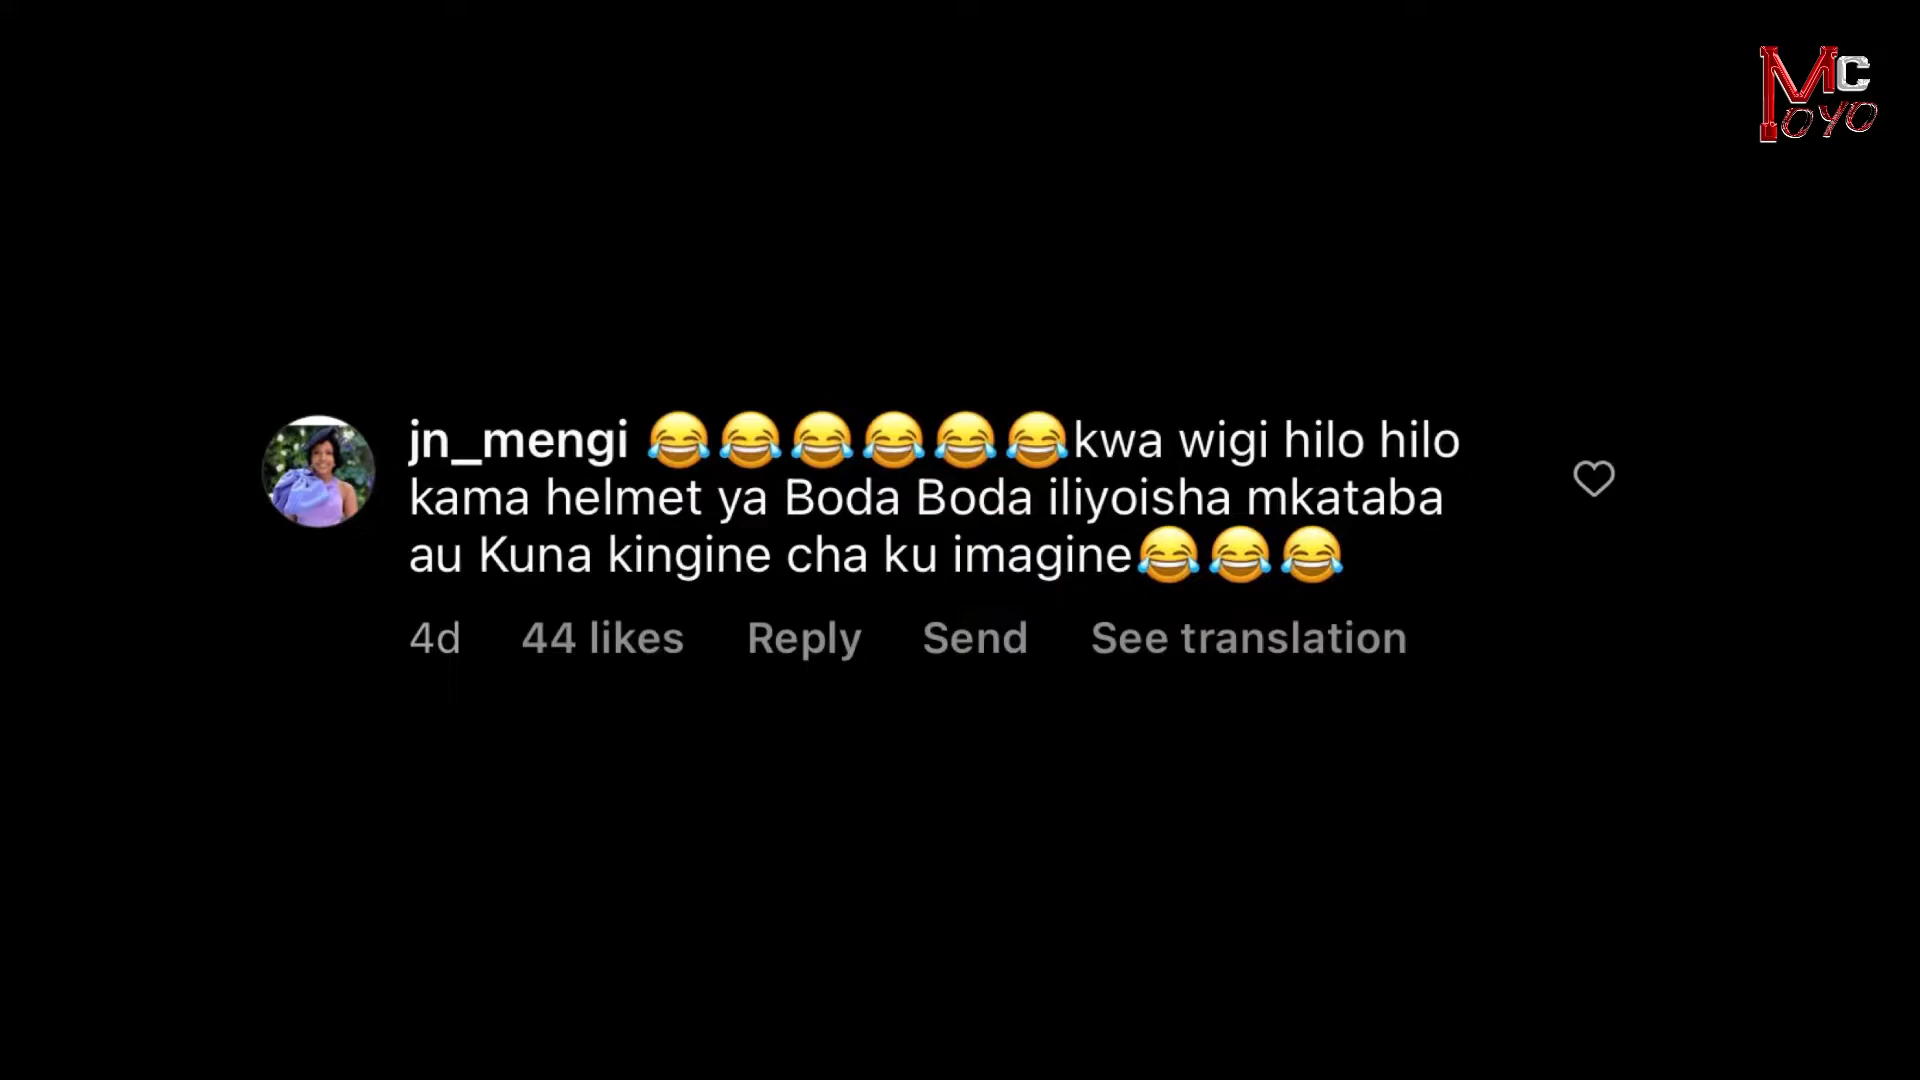 MC
oyo
jn_mengi 😂😂😂😂😂😂kwa wigi hilo hilo
kama helmet ya Boda Boda iliyoisha mkataba
au Kuna kingine cha ku imagine😂😂😂
4d 44 likes Reply Send See translation